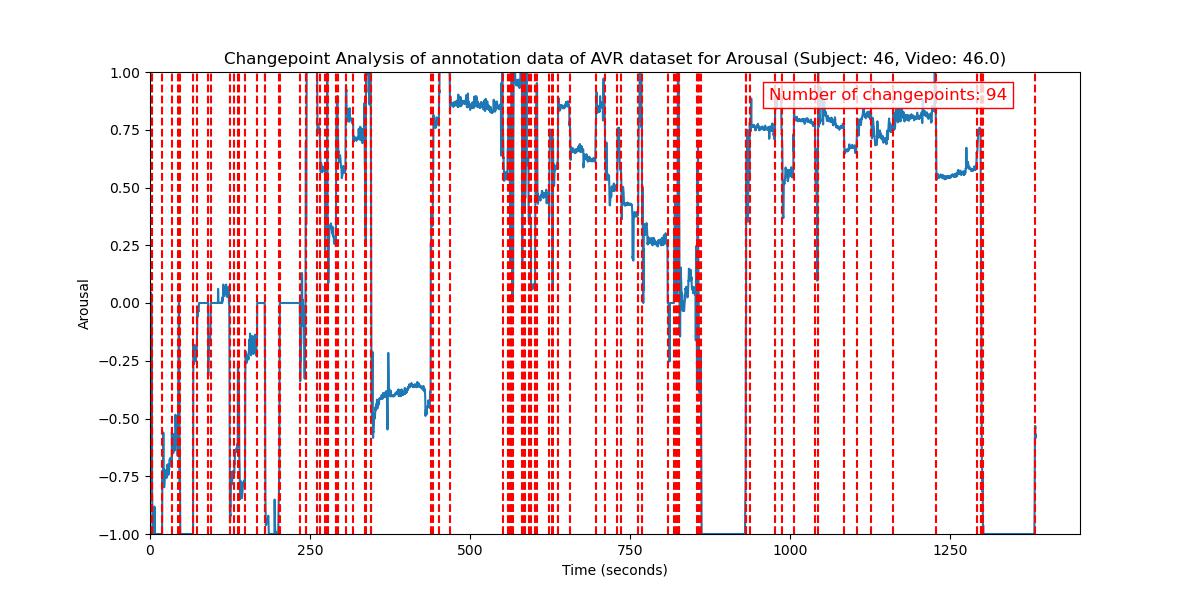 Changepoint Analysis of annotation data of AVR dataset for Arousal (Subject: 46, Video: 46.0)
Number of changepoints: 94
Arousal
1.00
0.75
0.50
0.25
0.00
−0.25
−0.50
−0.75
−1.00
0 250 500 750 1000 1250
Time (seconds)